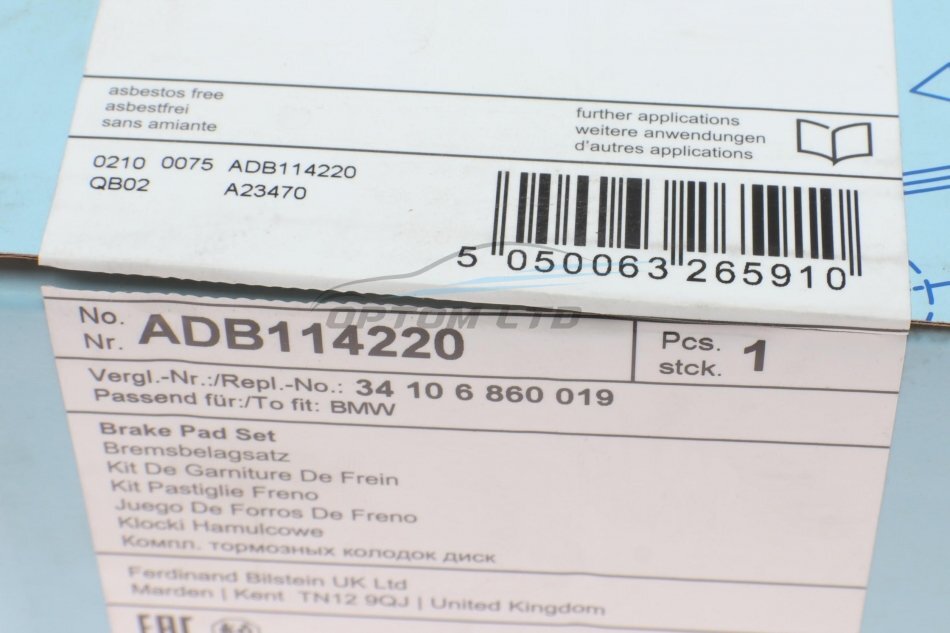 asbestos free
asbestfrei
sans amiante
further applications
weitere anwendungen
d'autres applications
0210 0075 ADB114220
QB02 A23470
5 050063 265910
OPTOM LTD
No. ADB114220
Nr.
Pcs. 1
stck.
Vergl.-Nr.:/Repl.-No.: 34 10 6 860 019
Passend für:/To fit: BMW
Brake Pad Set
Bremsbelagsatz
Kit De Garniture De Frein
Kit Pastiglie Freno
Juego De Forros De Freno
Klocki Hamulcowe
Компл. тормозных колодок диск
Ferdinand Bilstein UK Ltd
Marden | Kent TN12 9QJ | United Kingdom
EAC